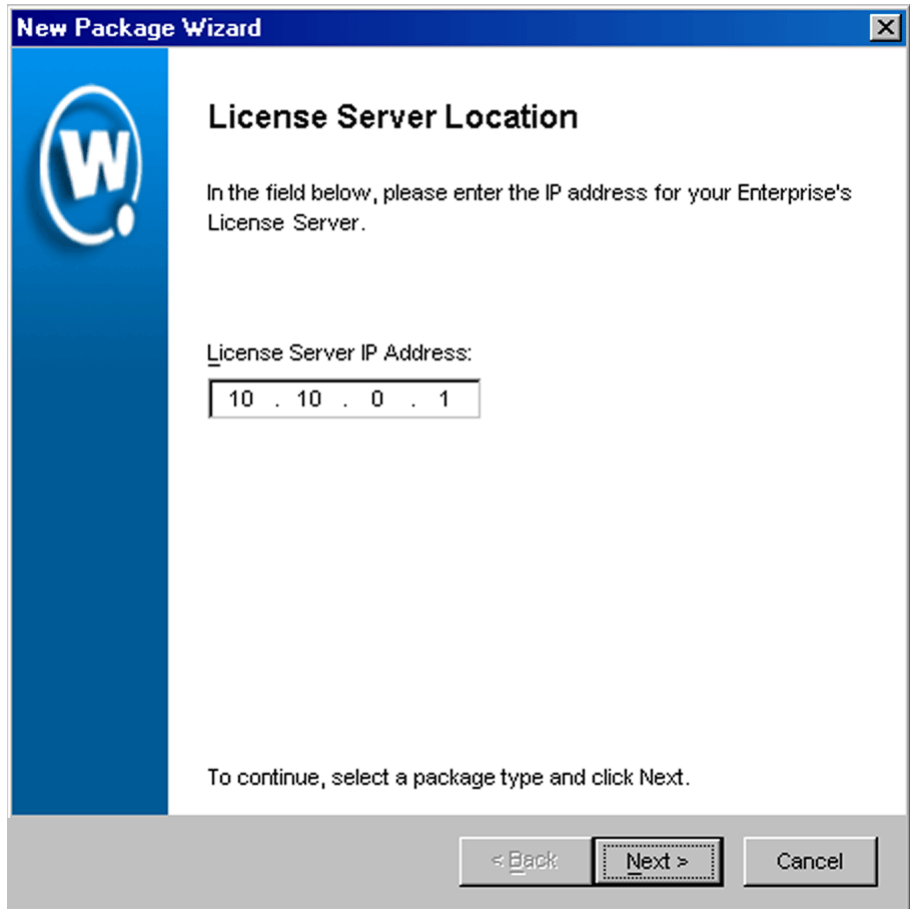 New Package Wizard
W
License Server Location
In the field below, please enter the IP address for your Enterprise's
License Server.
License Server IP Address:
10 . 10 . 0 . 1
To continue, select a package type and click Next.
< Back Next > Cancel